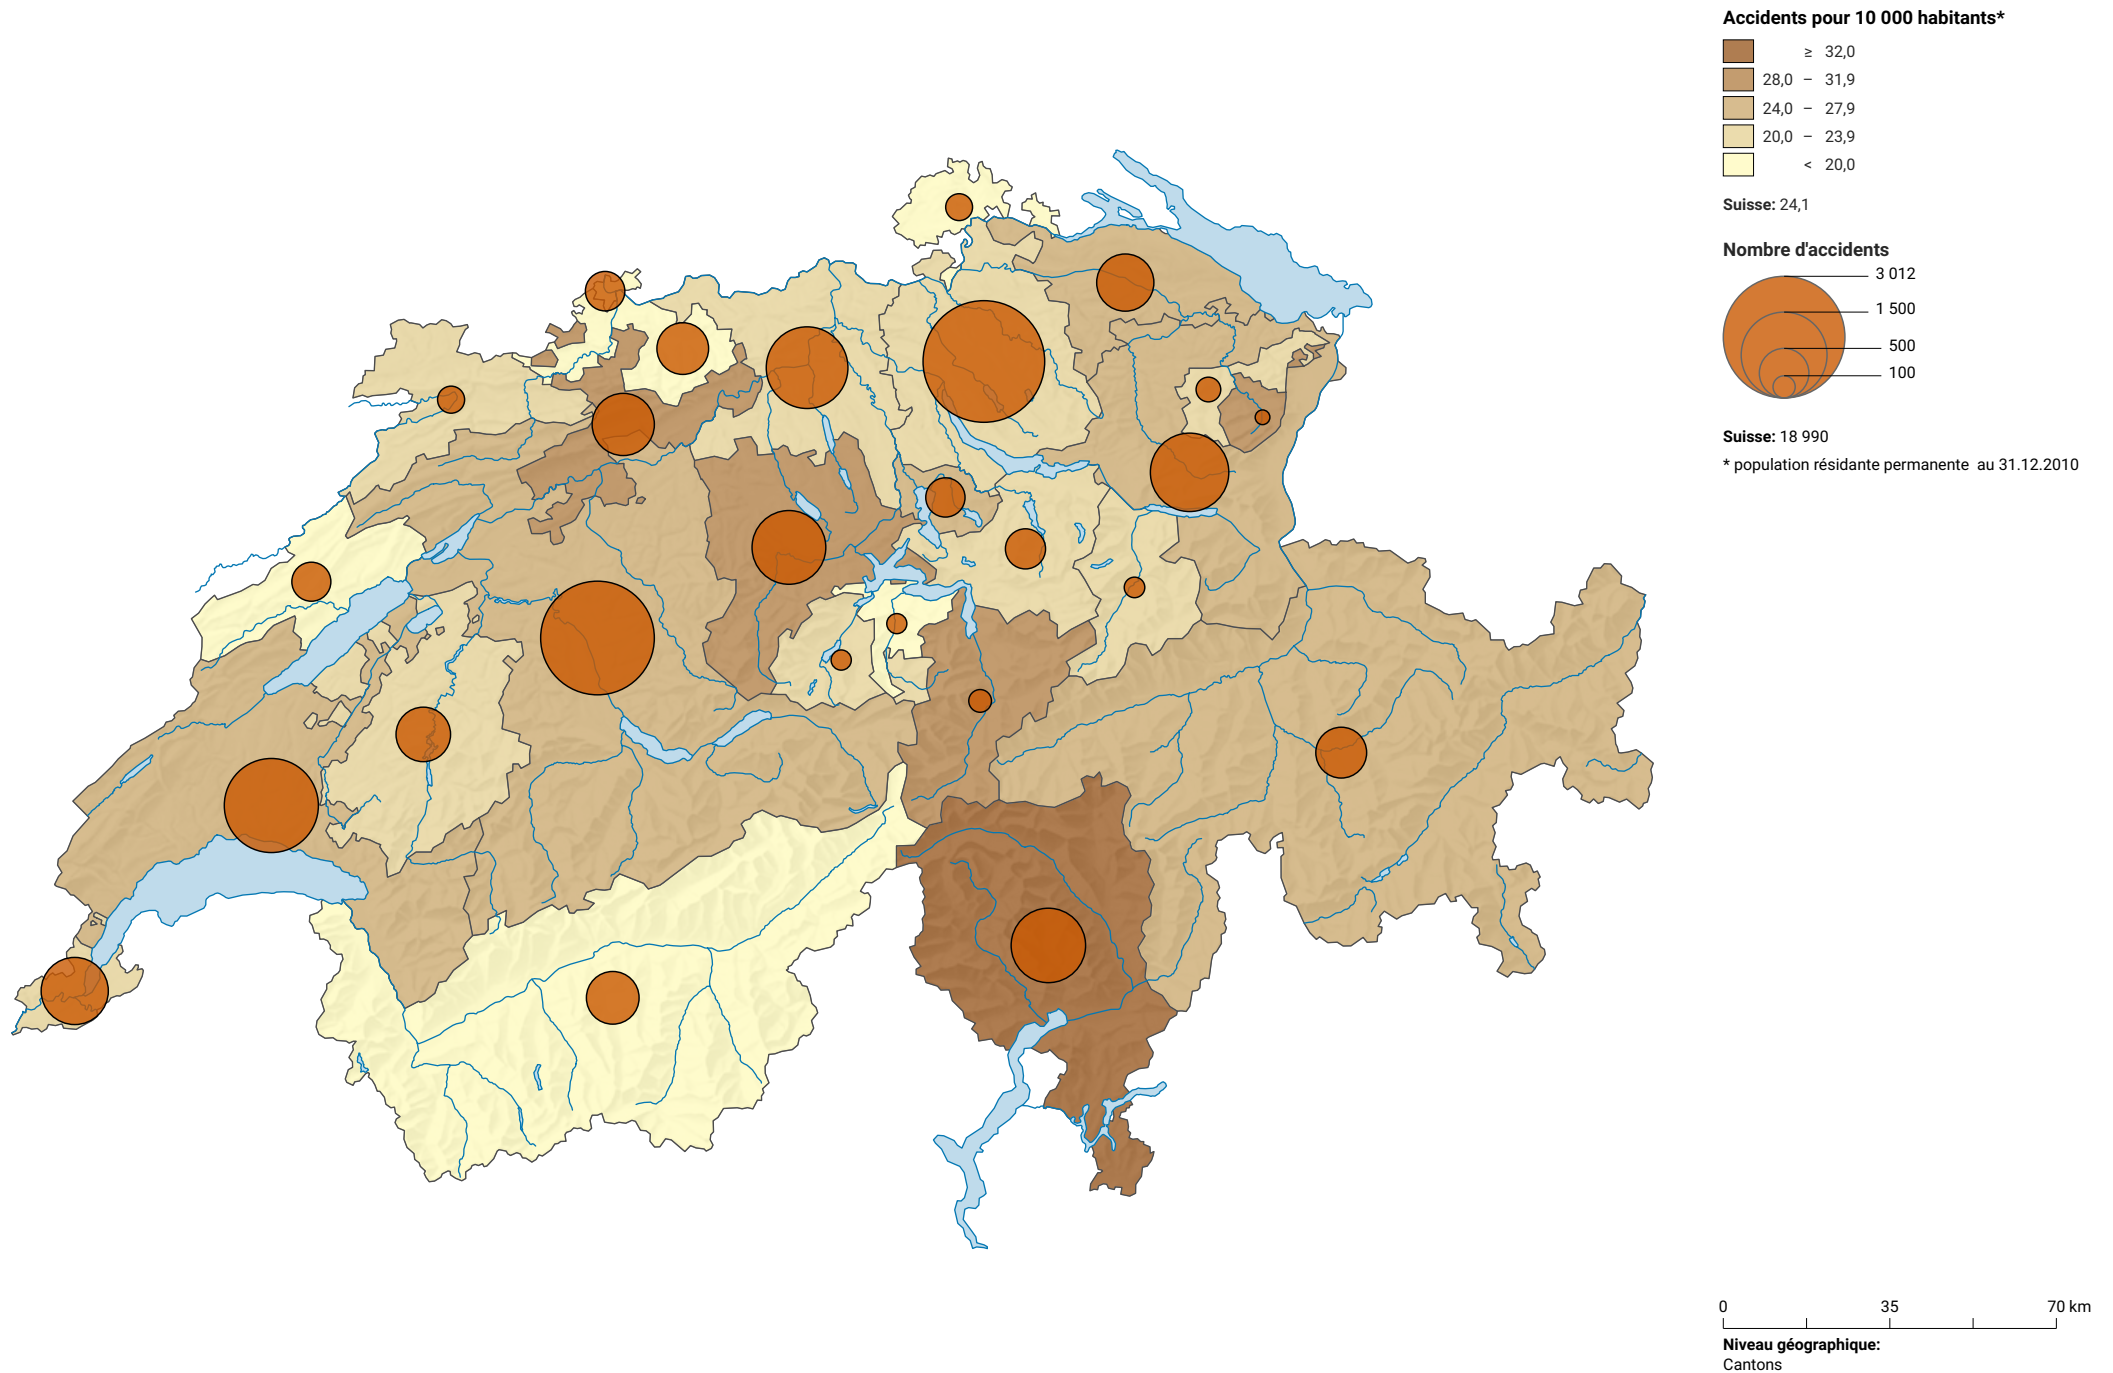 Accidents pour 10 000 habitants*
≥ 32,0
28,0 – 31,9
24,0 – 27,9
20,0 – 23,9
< 20,0
Suisse: 24,1
Nombre d'accidents
3 012
1 500
500
100
Suisse: 18 990
* population résidante permanente au 31.12.2010
0 35 70 km
Niveau géographique:
Cantons